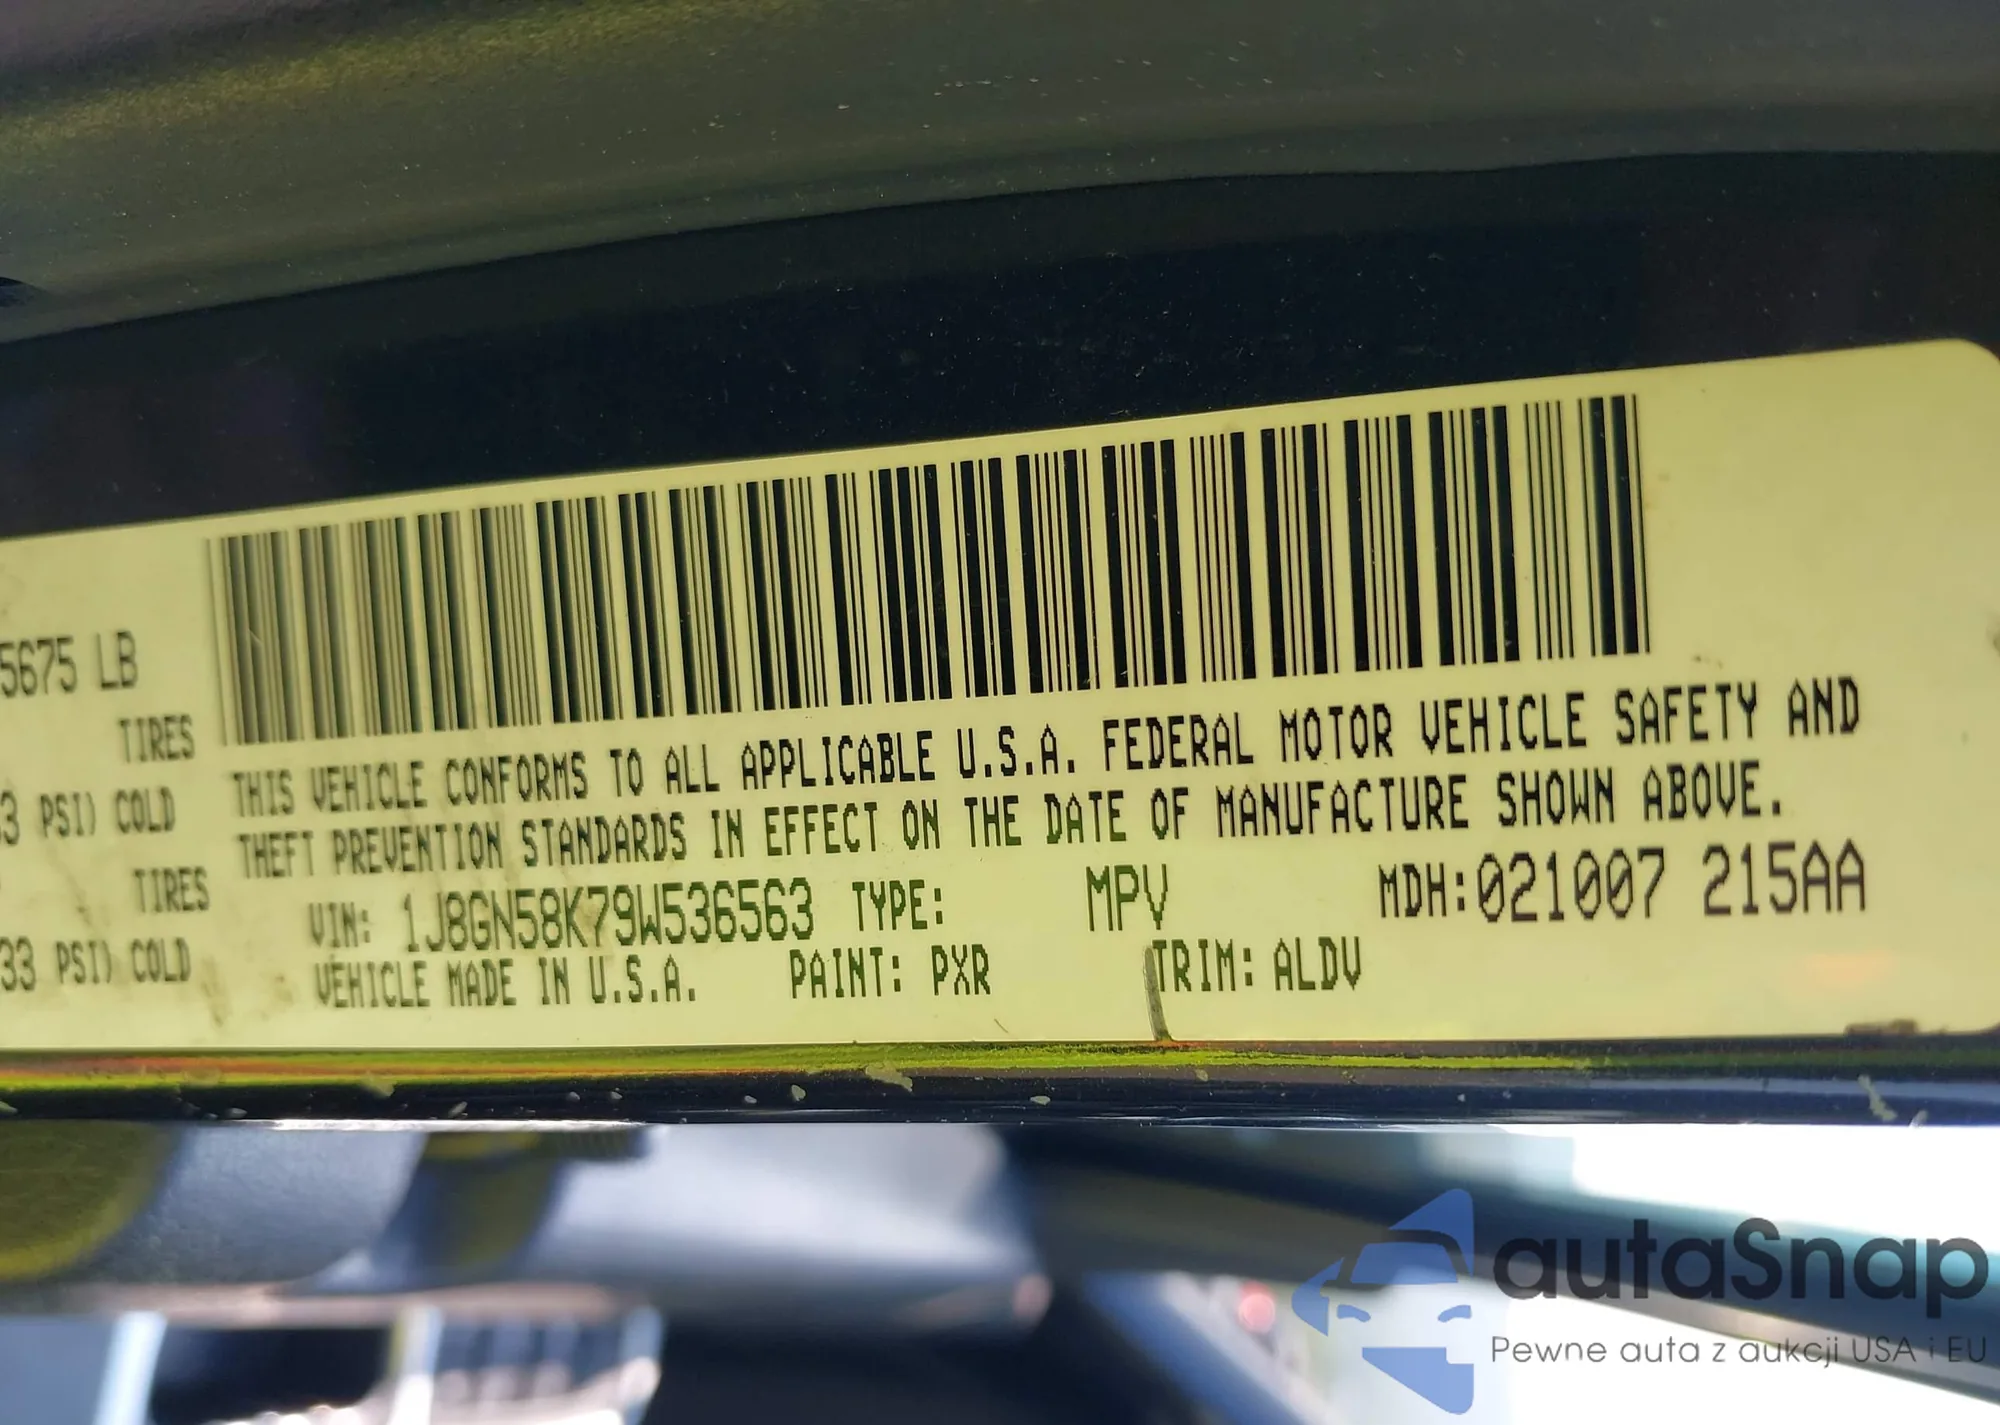 5675 LB
TIRES
3 PSI) COLD
TIRES
33 PSI) COLD
THIS VEHICLE CONFORMS TO ALL APPLICABLE U.S.A. FEDERAL MOTOR VEHICLE SAFETY AND
THEFT PREVENTION STANDARDS IN EFFECT ON THE DATE OF MANUFACTURE SHOWN ABOVE.
VIN: 1J8GN58K79W536563 TYPE: MPV MDH:021007 215AA
VEHICLE MADE IN U.S.A. PAINT: PXR TRIM: ALDV
autaSnap
Pewne auta z aukcji USA i EU